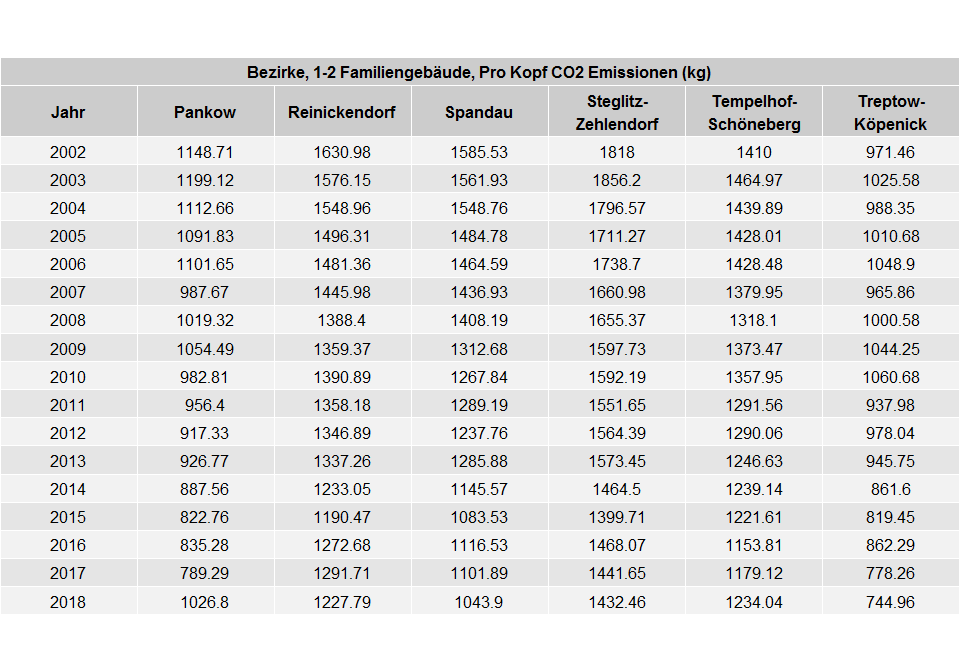 Bezirke, 1-2 Familiengebäude, Pro Kopf CO2 Emissionen (kg)
Jahr Pankow Reinickendorf Spandau Steglitz-Zehlendorf Tempelhof-Schöneberg Treptow-Köpenick
2002 1148.71 1630.98 1585.53 1818 1410 971.46
2003 1199.12 1576.15 1561.93 1856.2 1464.97 1025.58
2004 1112.66 1548.96 1548.76 1796.57 1439.89 988.35
2005 1091.83 1496.31 1484.78 1711.27 1428.01 1010.68
2006 1101.65 1481.36 1464.59 1738.7 1428.48 1048.9
2007 987.67 1445.98 1436.93 1660.98 1379.95 965.86
2008 1019.32 1388.4 1408.19 1655.37 1318.1 1000.58
2009 1054.49 1359.37 1312.68 1597.73 1373.47 1044.25
2010 982.81 1390.89 1267.84 1592.19 1357.95 1060.68
2011 956.4 1358.18 1289.19 1551.65 1291.56 937.98
2012 917.33 1346.89 1237.76 1564.39 1290.06 978.04
2013 926.77 1337.26 1285.88 1573.45 1246.63 945.75
2014 887.56 1233.05 1145.57 1464.5 1239.14 861.6
2015 822.76 1190.47 1083.53 1399.71 1221.61 819.45
2016 835.28 1272.68 1116.53 1468.07 1153.81 862.29
2017 789.29 1291.71 1101.89 1441.65 1179.12 778.26
2018 1026.8 1227.79 1043.9 1432.46 1234.04 744.96